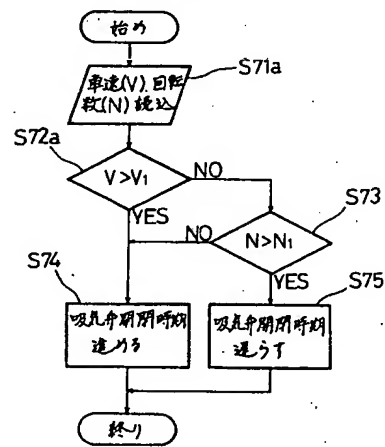 始め
S71a
車速(V)、回転
数(N)読込
S72a
V>V1
NO
YES
S73
NO
N>N1
YES
S74
吸気弁開閉時期
進める
S75
吸気弁開閉時期
遅らす
終り